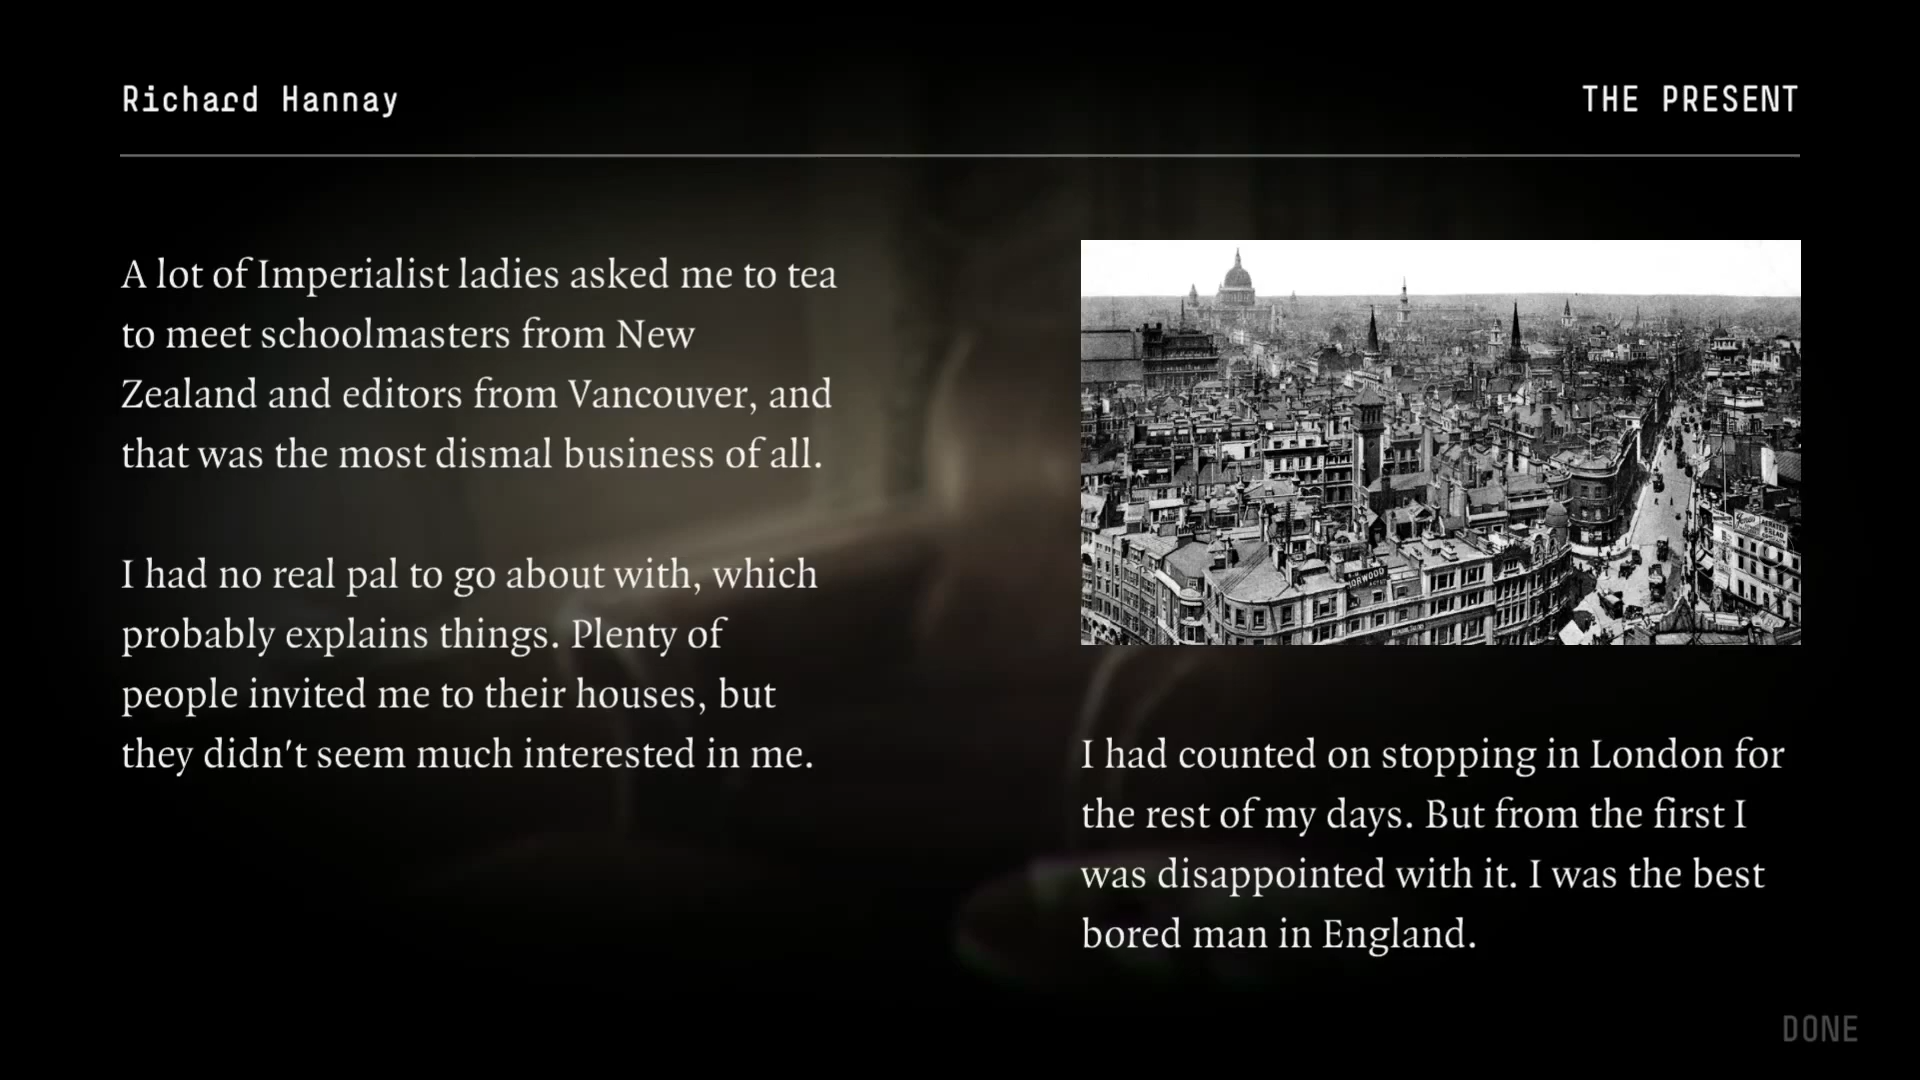 Richard Hannay
THE PRESENT
A lot of Imperialist ladies asked me to tea
to meet schoolmasters from New
Zealand and editors from Vancouver, and
that was the most dismal business of all.
I had no real pal to go about with, which
probably explains things. Plenty of
people invited me to their houses, but
they didn't seem much interested in me.
NORWOOD
I had counted on stopping in London for
the rest of my days. But from the first I
was disappointed with it. I was the best
bored man in England.
DONE